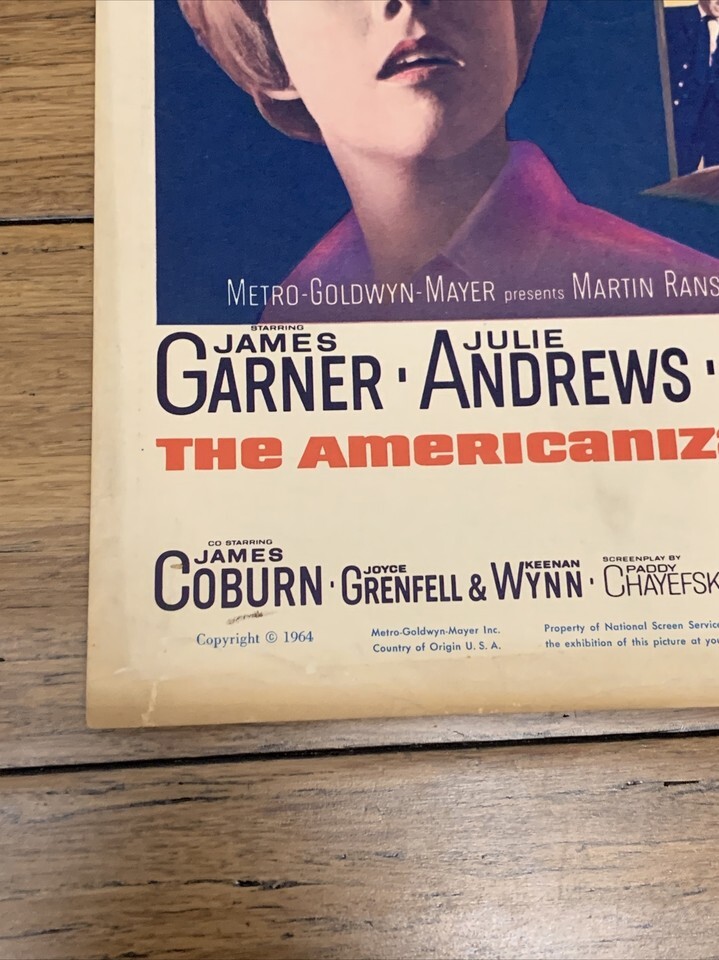 METRO-GOLDWYN-MAYER presents MARTIN RANS
STARRING
JAMES GARNER · JULIE ANDREWS ·
THE AMERICANIZ
CO STARRING
JAMES COBURN · JOYCE GRENFELL & KEENAN WYNN · SCREENPLAY BY PADDY CHAYEFSK
Copyright © 1964
Metro-Goldwyn-Mayer Inc.
Country of Origin U. S. A.
Property of National Screen Service
the exhibition of this picture at you